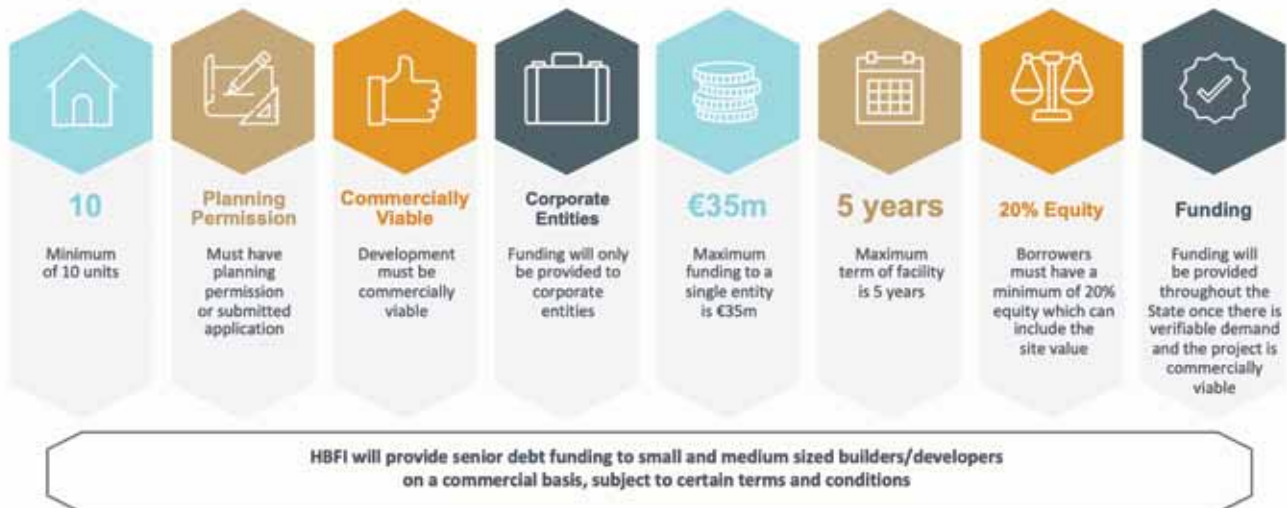 10
Minimum
of 10 units
Planning
Permission
Must have
planning
permission
or submitted
application
Commercially
Viable
Development
must be
commercially
viable
Corporate
Entities
Funding will only
be provided to
corporate
entities
€35m
Maximum
funding to a
single entity
is €35m
5 years
Maximum
term of facility
is 5 years
20% Equity
Borrowers
must have a
minimum of 20%
equity which can
include the
site value
Funding
Funding will
be provided
throughout the
State once there is
verifiable demand
and the project is
commercially
viable
HBFI will provide senior debt funding to small and medium sized builders/developers
on a commercial basis, subject to certain terms and conditions